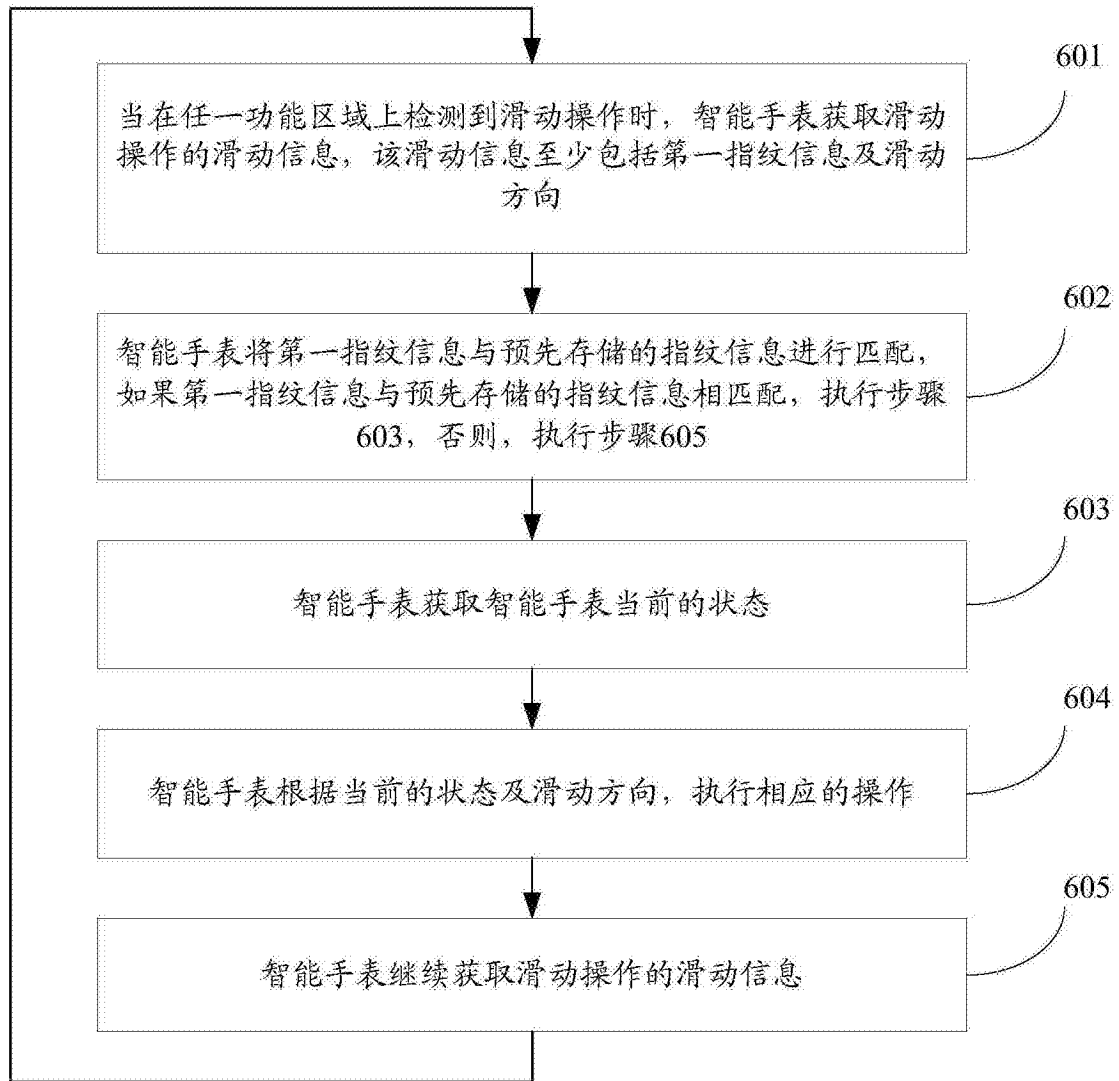 601
当在任一功能区域上检测到滑动操作时，智能手表获取滑动
操作的滑动信息，该滑动信息至少包括第一指纹信息及滑动
方向
602
智能手表将第一指纹信息与预先存储的指纹信息进行匹配，
如果第一指纹信息与预先存储的指纹信息相匹配，执行步骤
603，否则，执行步骤605
603
智能手表获取智能手表当前的状态
604
智能手表根据当前的状态及滑动方向，执行相应的操作
605
智能手表继续获取滑动操作的滑动信息